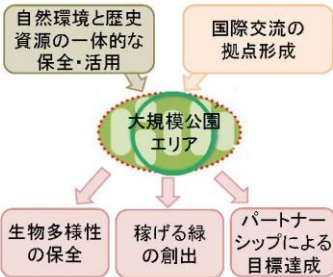 自然環境と歴史
資源の一体的な
保全・活用
国際交流の
拠点形成
大規模公園
エリア
生物多様性
の保全
稼げる緑
の創出
パートナー
シップによる
目標達成